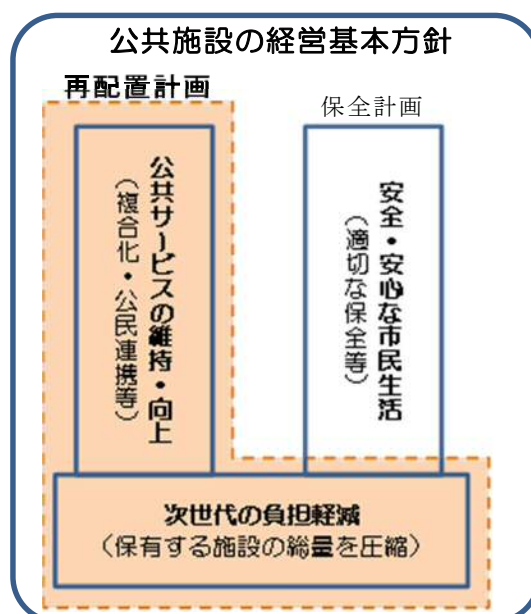 公共施設の経営基本方針
再配置計画
保全計画
公共サービスの維持・向上
（複合化・公民連携等）
安全・安心な市民生活
（適切な保全等）
次世代の負担軽減
（保有する施設の総量を圧縮）